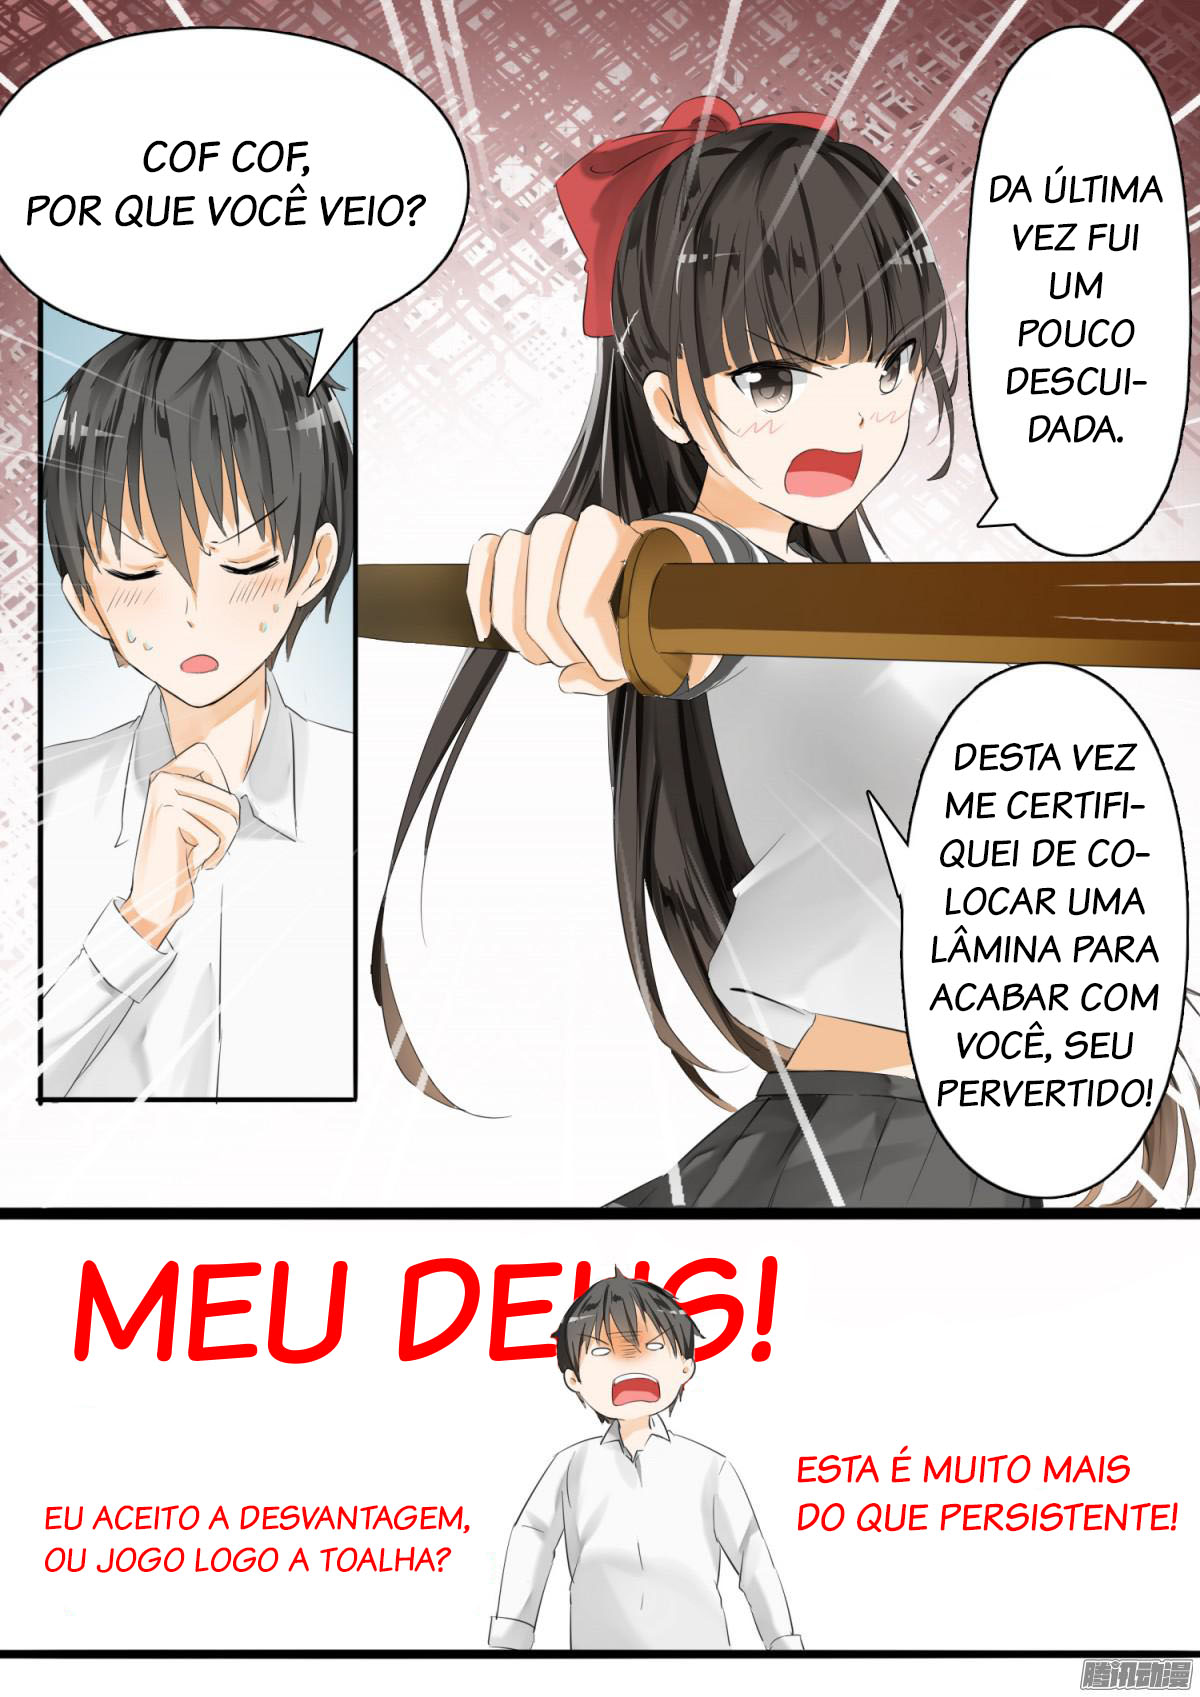 COF COF,
POR QUE VOCÊ VEIO?
DA ÚLTIMA
VEZ FUI
UM
POUCO
DESCUI-
DADA.
DESTA VEZ
ME CERTIFI-
QUEI DE CO-
LOCAR UMA
LÂMINA PARA
ACABAR COM
VOCÊ, SEU
PERVERTIDO!
MEU DEUS!
EU ACEITO A DESVANTAGEM,
OU JOGO LOGO A TOALHA?
ESTA É MUITO MAIS
DO QUE PERSISTENTE!
腾讯动漫